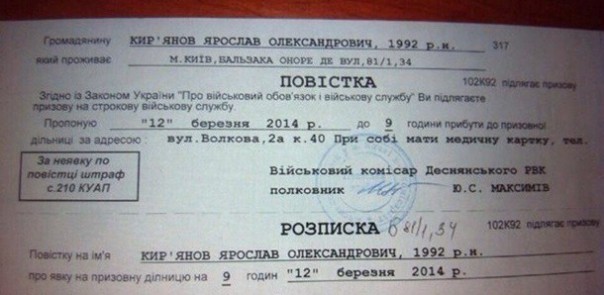 Громадянину КИР'ЯНОВ ЯРОСЛАВ ОЛЕКСАНДРОВИЧ, 1992 р.н. 317
який проживає М.КИЇВ,БАЛЬЗАКА ОНОРЕ ДЕ ВУЛ,81/1,34
ПОВІСТКА 102К92 підлягає призову
Згідно із Законом України "Про військовий обов'язок і військову службу" Ви підлягаєте
призову на строкову військову службу.
Пропоную "12" березня 2014 р. до 9 годин прибути до призовної
дільниці за адресою : вул.Волкова,2а к.40 При собі мати медичну картку, тел.
За неявку по
повістці штраф
с.210 КУАП
Військовий комісар Деснянського РВК
полковник Ю.С. МАКСИМІВ
РОЗПИСКА 81/1,34 102К92 підлягає призову
Повістку на ім'я КИР'ЯНОВ ЯРОСЛАВ ОЛЕКСАНДРОВИЧ, 1992 р.н.
про явку на призовну дільницю на 9 годин "12" березня 2014 р.